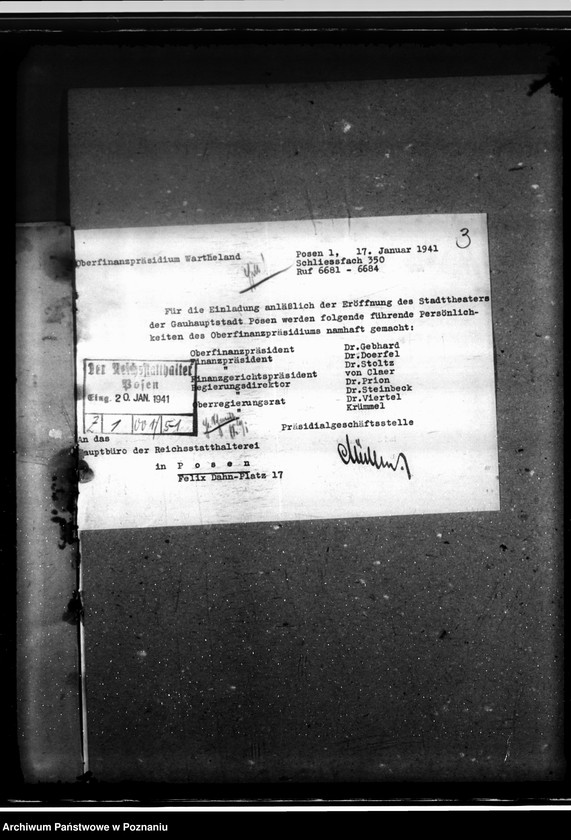 3
Oberfinanzpräsidium Wartheland
Posen 1, 17. Januar 1941
Schliessfach 350
Ruf 6681 - 6684
Für die Einladung anläßlich der Eröffnung des Stadttheaters
der Gauhauptstadt Posen werden folgende führende Persönlich-
keiten des Oberfinanzpräsidiums namhaft gemacht:
Oberfinanzpräsident Dr.Gebhard
Finanzpräsident Dr.Doerfel
" Dr.Stoltz
Finanzgerichtspräsident von Claer
Regierungsdirektor Dr.Prion
" Dr.Steinbeck
Oberregierungsrat Dr.Viertel
" Krümmel
Der Reichsstatthalter
Posen
Eing. 20. JAN. 1941
Z 1
Präsidialgeschäftsstelle
An das
Hauptbüro der Reichsstatthalterei
in P o s e n
Felix Dahn-Platz 17
Archiwum Państwowe w Poznaniu